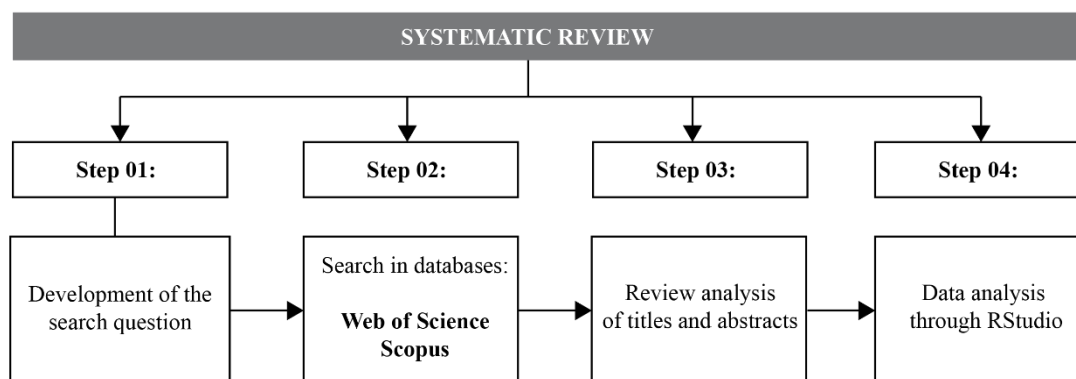 SYSTEMATIC REVIEW
Step 01:
Step 02:
Step 03:
Step 04:
Development of the
search question
Search in databases:
Web of Science
Scopus
Review analysis
of titles and abstracts
Data analysis
through RStudio